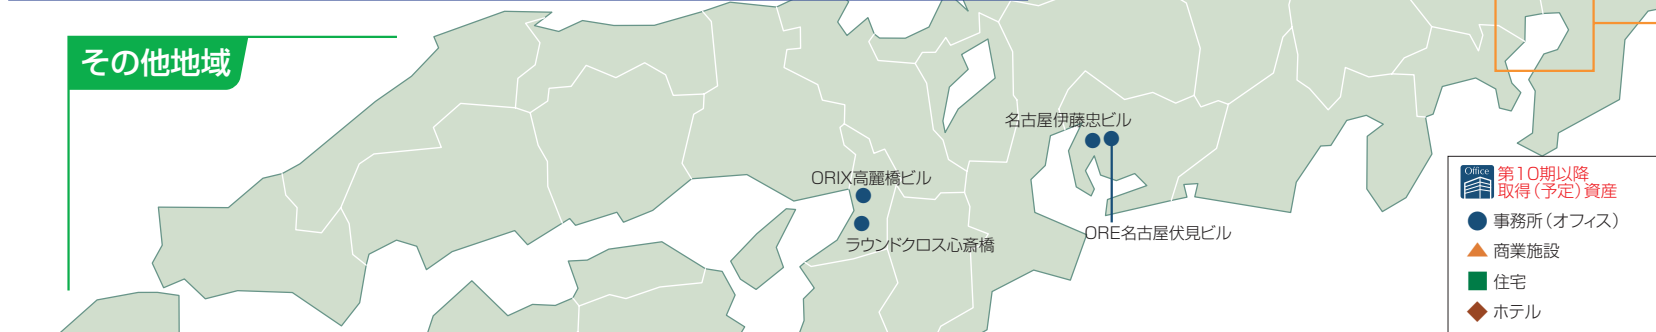 その他地域
名古屋伊藤忠ビル
ORIX高麗橋ビル
ラウンドクロス心斎橋
ORE名古屋伏見ビル
Office
第10期以降
取得(予定)資産
事務所(オフィス)
商業施設
住宅
ホテル